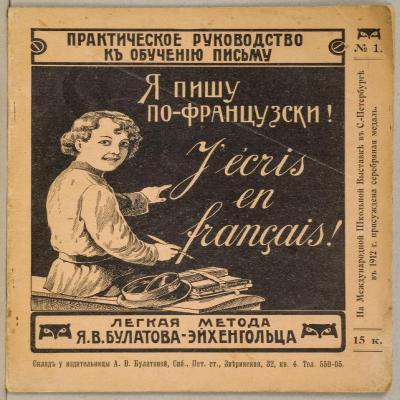 ПРАКТИЧЕСКОЕ РУКОВОДСТВО
КЪ ОБУЧЕНІЮ ПИСЬМУ
№ 1.
Я ПИШУ
ПО-ФРАНЦУЗСКИ!
J'écris
en
français!
На Международной Школьной Выставкѣ въ С.-Петербургѣ
въ 1912 г. присуждена серебряная медаль.
15 к.
ЛЕГКАЯ МЕТОДА
Я.В.БУЛАТОВА-ЭЙХЕНГОЛЬЦА
Складъ у издательницы А. В. Булатовой, Спб., Пет. ст., Звѣринская, 32, кв. 4. Тел. 559-05.